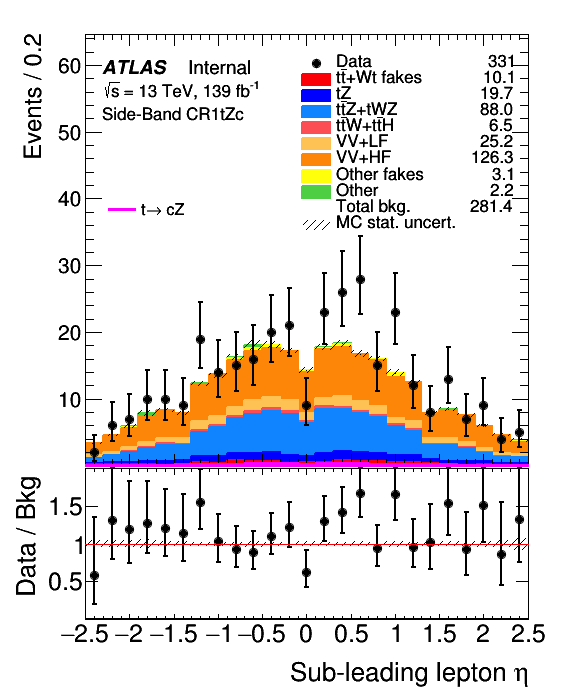 Events / 0.2
60
50
40
30
20
10
ATLAS Internal
√s = 13 TeV, 139 fb⁻¹
Side-Band CR1tZc
t→ cZ
Data 331
tt̄+Wt fakes 10.1
tZ 19.7
tt̄Z+tWZ 88.0
tt̄W+tt̄H 6.5
VV+LF 25.2
VV+HF 126.3
Other fakes 3.1
Other 2.2
Total bkg. 281.4
MC stat. uncert.
Data / Bkg
1.5
1
0.5
−2.5 −2 −1.5 −1 −0.5 0 0.5 1 1.5 2 2.5
Sub-leading lepton η